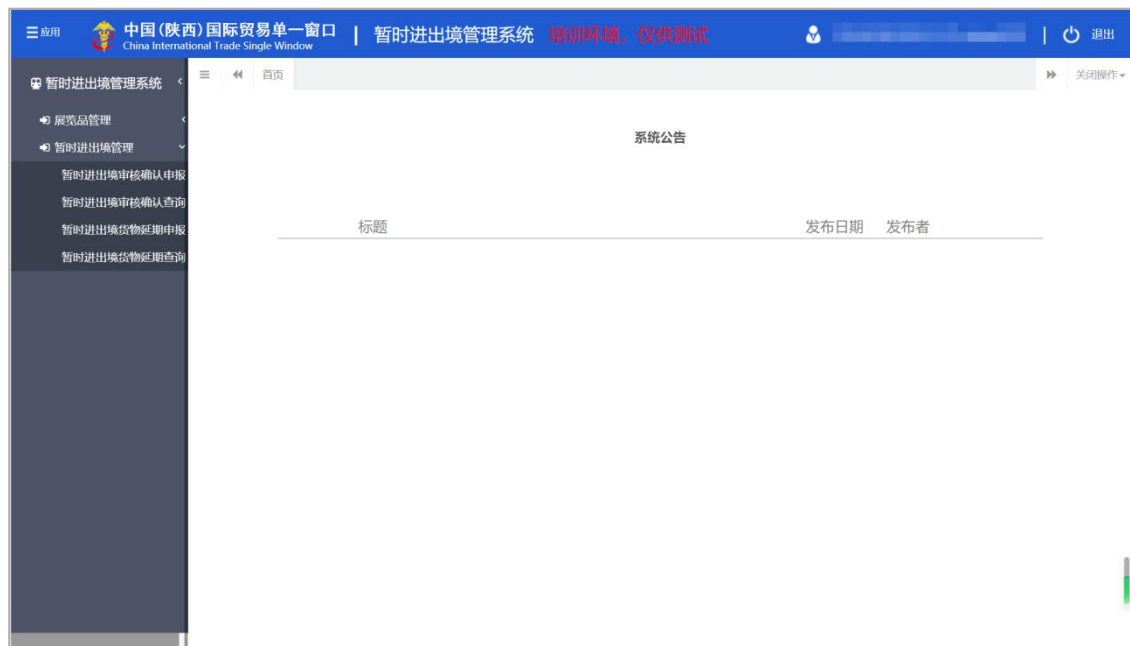 应用
中国(陕西)国际贸易单一窗口
China International Trade Single Window
暂时进出境管理系统
培训环境，仅供测试
退出
暂时进出境管理系统
首页
关闭操作
展览品管理
暂时进出境管理
暂时进出境审核确认申报
暂时进出境审核确认查询
暂时进出境货物延期申报
暂时进出境货物延期查询
系统公告
标题 发布日期 发布者